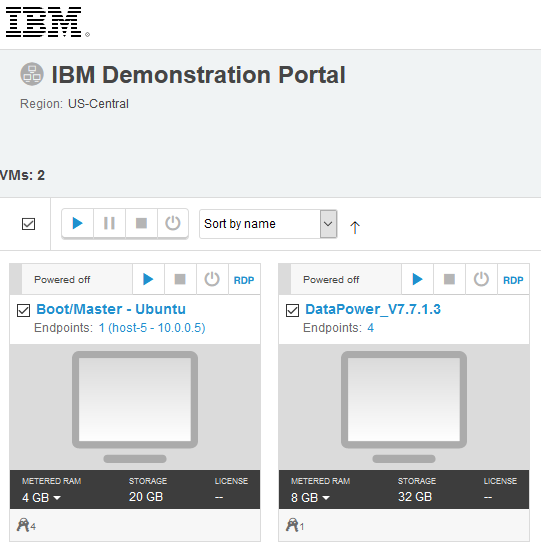 IBM
IBM Demonstration Portal
Region: US-Central
VMs: 2
Sort by name
Powered off RDP
Boot/Master - Ubuntu
Endpoints: 1 (host-5 - 10.0.0.5)
METERED RAM STORAGE LICENSE
4 GB 20 GB --
4
Powered off RDP
DataPower_V7.7.1.3
Endpoints: 4
METERED RAM STORAGE LICENSE
8 GB 32 GB --
1